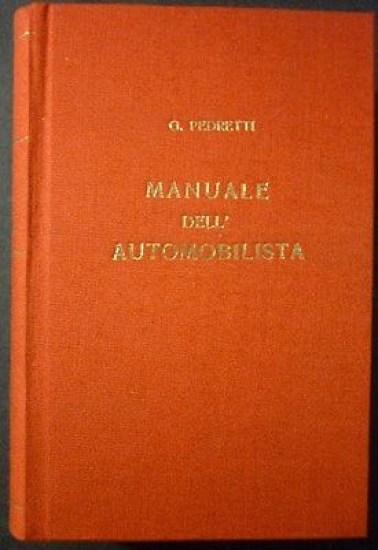 G. PEDRETTI
MANUALE
DELL'
AUTOMOBILISTA